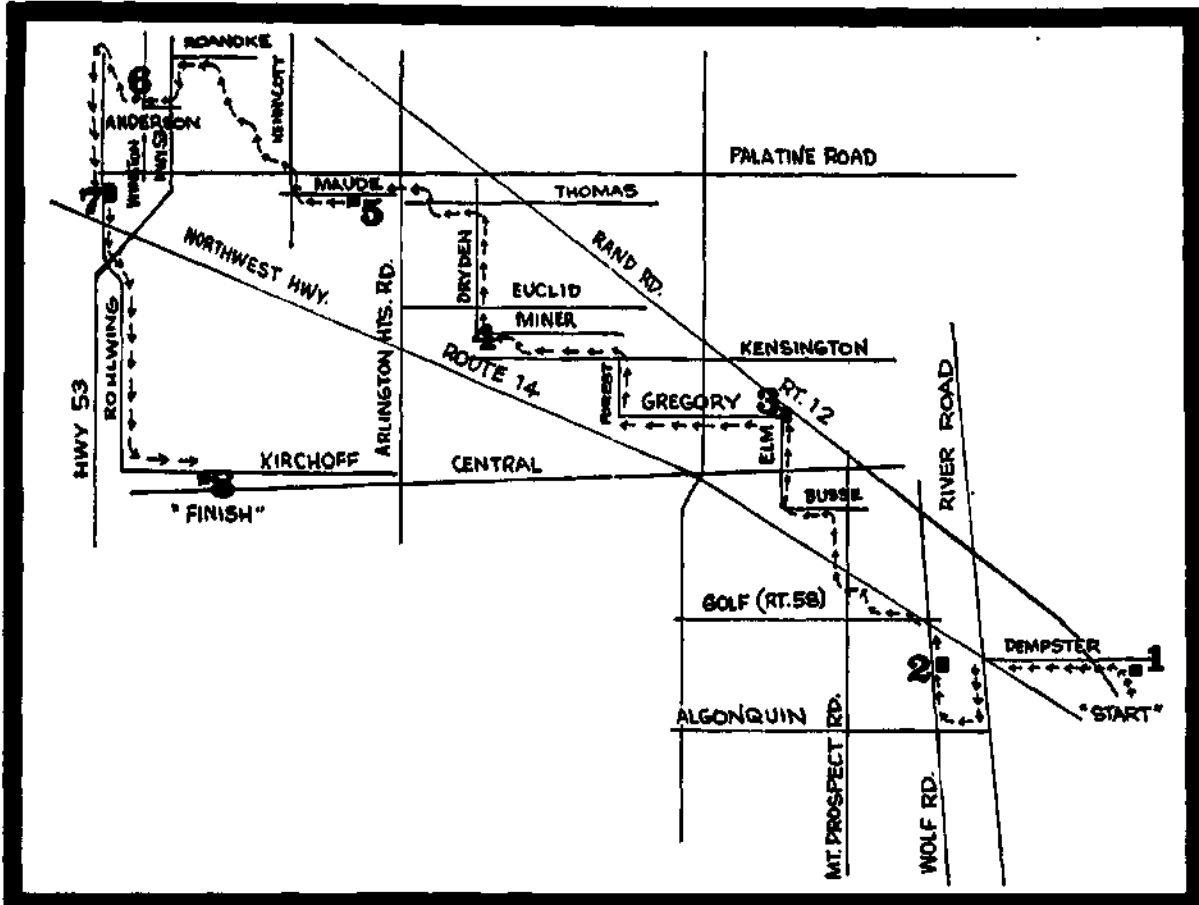 ROANOKE
KENNICOTT
6
ANDERSON
WINSTON
PALATINE ROAD
MAUDE
THOMAS
5
7
NORTHWEST HWY.
RAND RD.
DRYDEN
EUCLID
MINER
ARLINGTON HTS. RD.
ROUTE 14
KENSINGTON
FOREST
GREGORY
3
RT. 12
ELM
ROHLWING
HWY 53
KIRCHOFF
CENTRAL
"FINISH"
BUSSE
RIVER ROAD
GOLF (RT. 58)
DEMPSTER
1
2
"START"
ALGONQUIN
MT. PROSPECT RD.
WOLF RD.